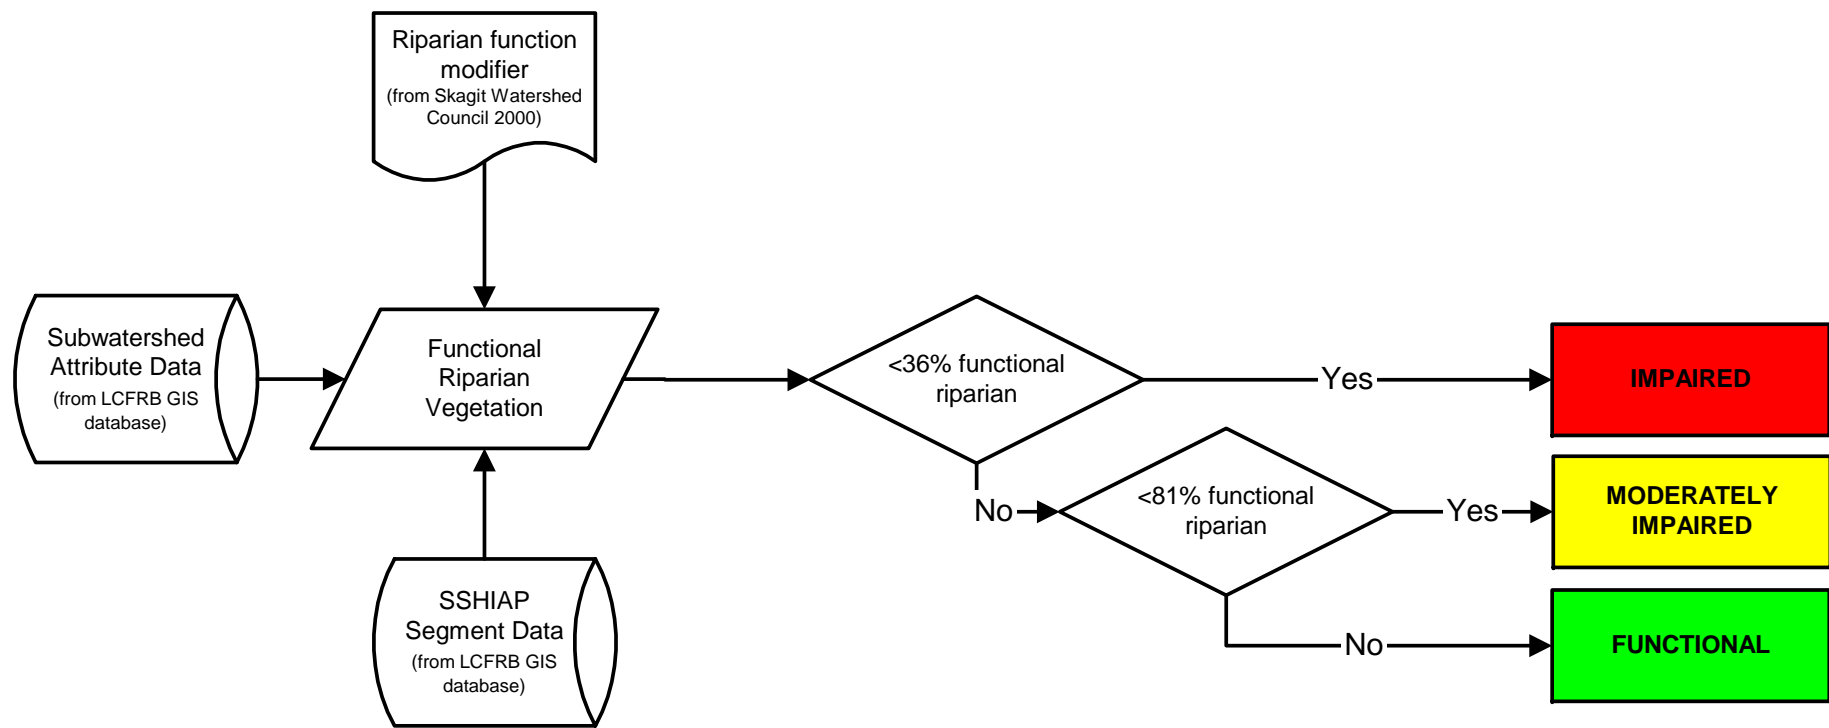 Riparian function
modifier
(from Skagit Watershed
Council 2000)
Subwatershed
Attribute Data
(from LCFRB GIS
database)
Functional
Riparian
Vegetation
SSHIAP
Segment Data
(from LCFRB GIS
database)
<36% functional
riparian
Yes
IMPAIRED
No
<81% functional
riparian
Yes
MODERATELY
IMPAIRED
No
FUNCTIONAL